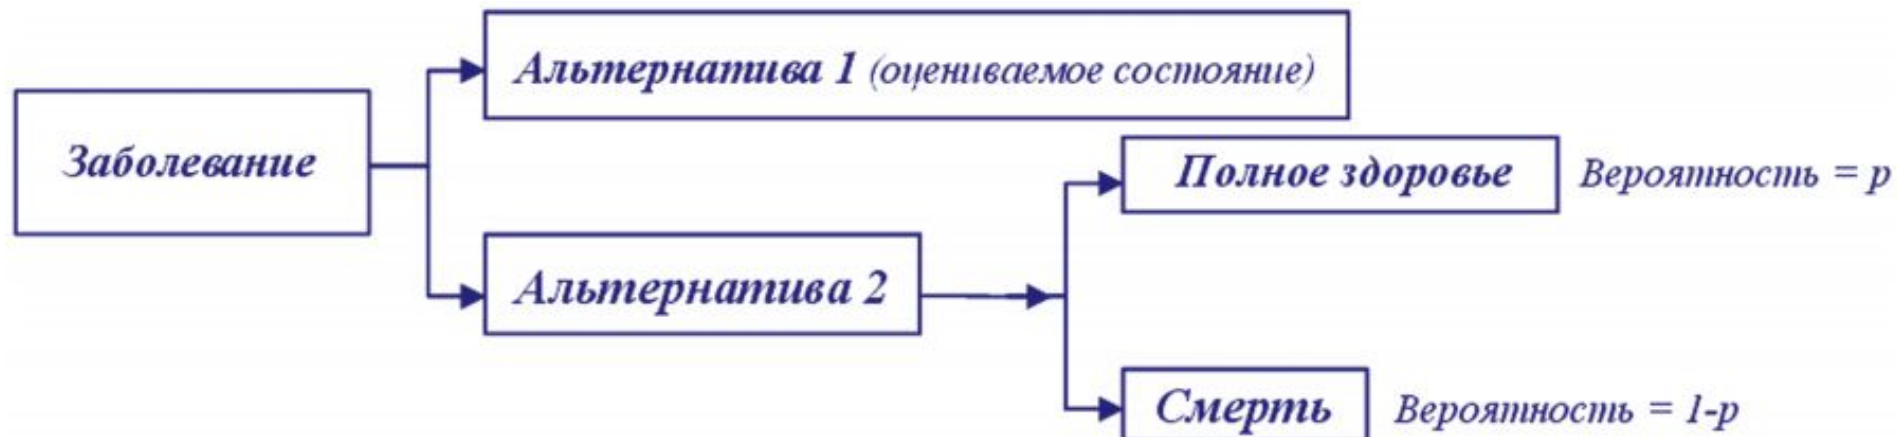 Альтернатива 1 (оцениваемое состояние)
Заболевание
Полное здоровье Вероятность = p
Альтернатива 2
Смерть Вероятность = 1-p